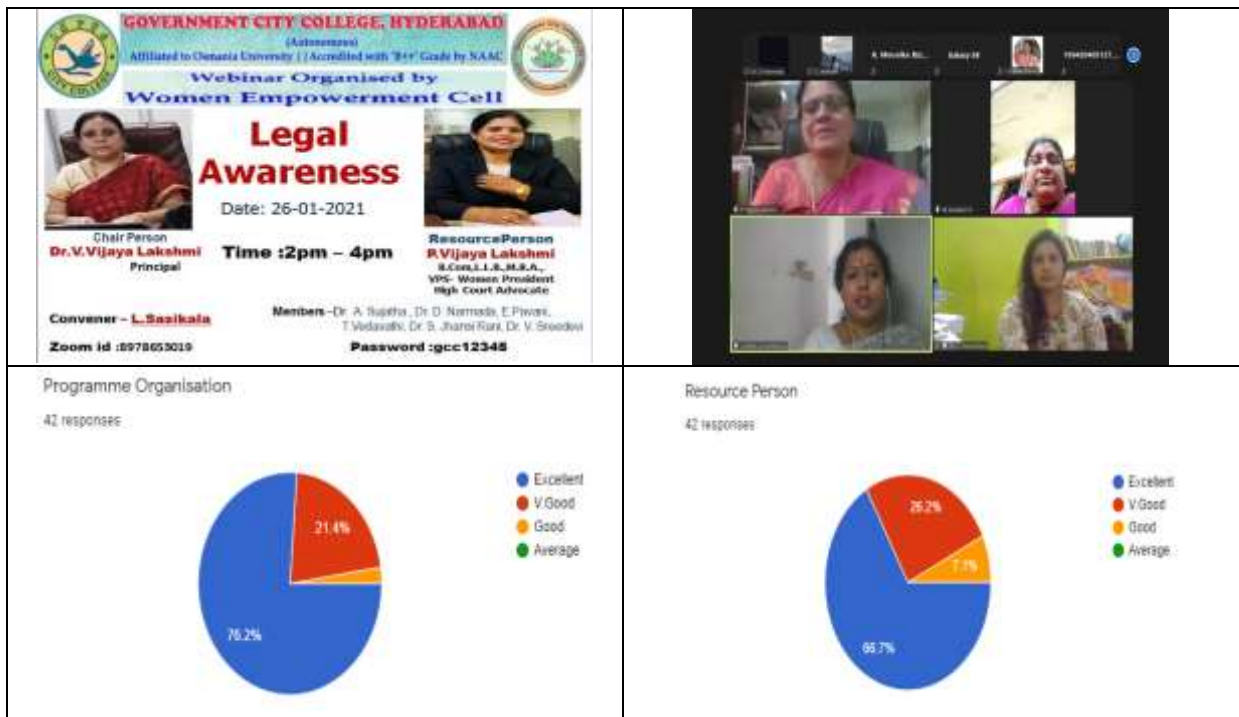 GOVERNMENT CITY COLLEGE, HYDERABAD
(Autonomous)
Affiliated to Osmania University | | Accredited with "B++" Grade by NAAC
Webinar Organised by
Women Empowerment Cell
Legal
Awareness
Date: 26-01-2021
Time :2pm – 4pm
Chair Person
Dr.V.Vijaya Lakshmi
Principal
ResourcePerson
P.Vijaya Lakshmi
B.Com,L.L.B.,M.B.A.,
VPS- Women President
High Court Advocate
Convener – L.Sasikala
Members –Dr. A. Sujatha, Dr. D. Narmada, E.Pavani,
T.Vedavathi, Dr. S. Jhansi Rani, Dr. V. Sreedevi
Zoom id :8978653019
Password :gcc12345
CITY COLLEGE
Programme Organisation
42 responses
Excellent
V.Good
Good
Average
21.4%
76.2%
Resource Person
42 responses
Excellent
V.Good
Good
Average
26.2%
7.1%
66.7%